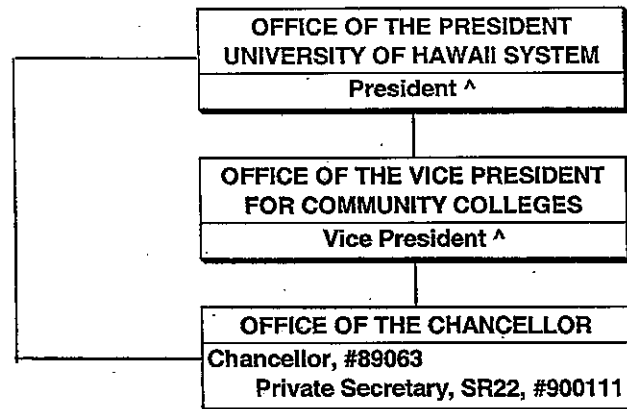 OFFICE OF THE PRESIDENT
UNIVERSITY OF HAWAII SYSTEM
President ^
OFFICE OF THE VICE PRESIDENT
FOR COMMUNITY COLLEGES
Vice President ^
OFFICE OF THE CHANCELLOR
Chancellor, #89063
Private Secretary, SR22, #900111